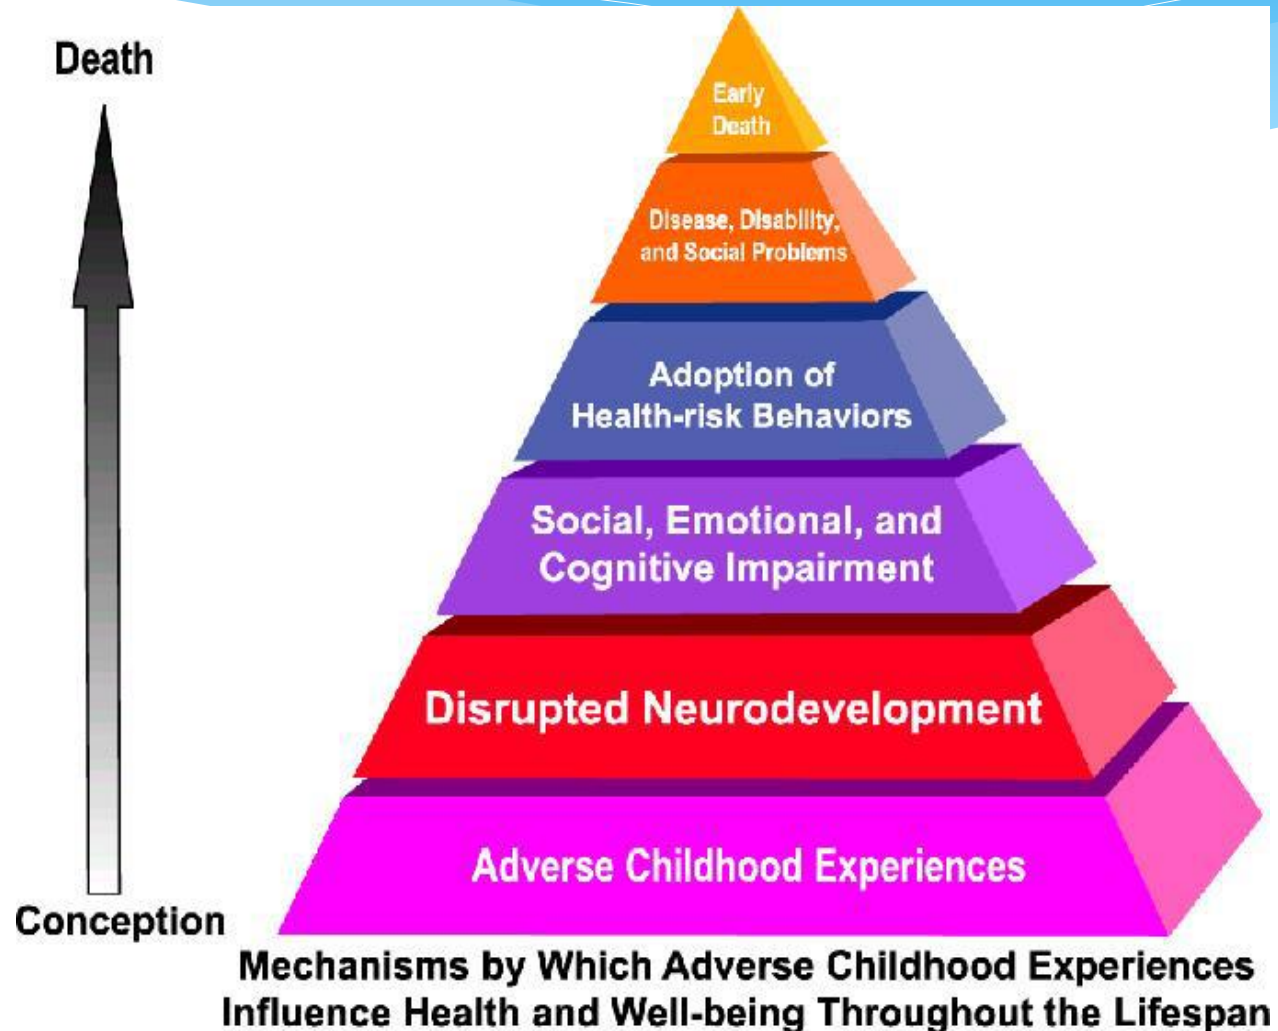 Death
Early
Death
Disease, Disability,
and Social Problems
Adoption of
Health-risk Behaviors
Social, Emotional, and
Cognitive Impairment
Disrupted Neurodevelopment
Adverse Childhood Experiences
Conception
Mechanisms by Which Adverse Childhood Experiences
Influence Health and Well-being Throughout the Lifespan